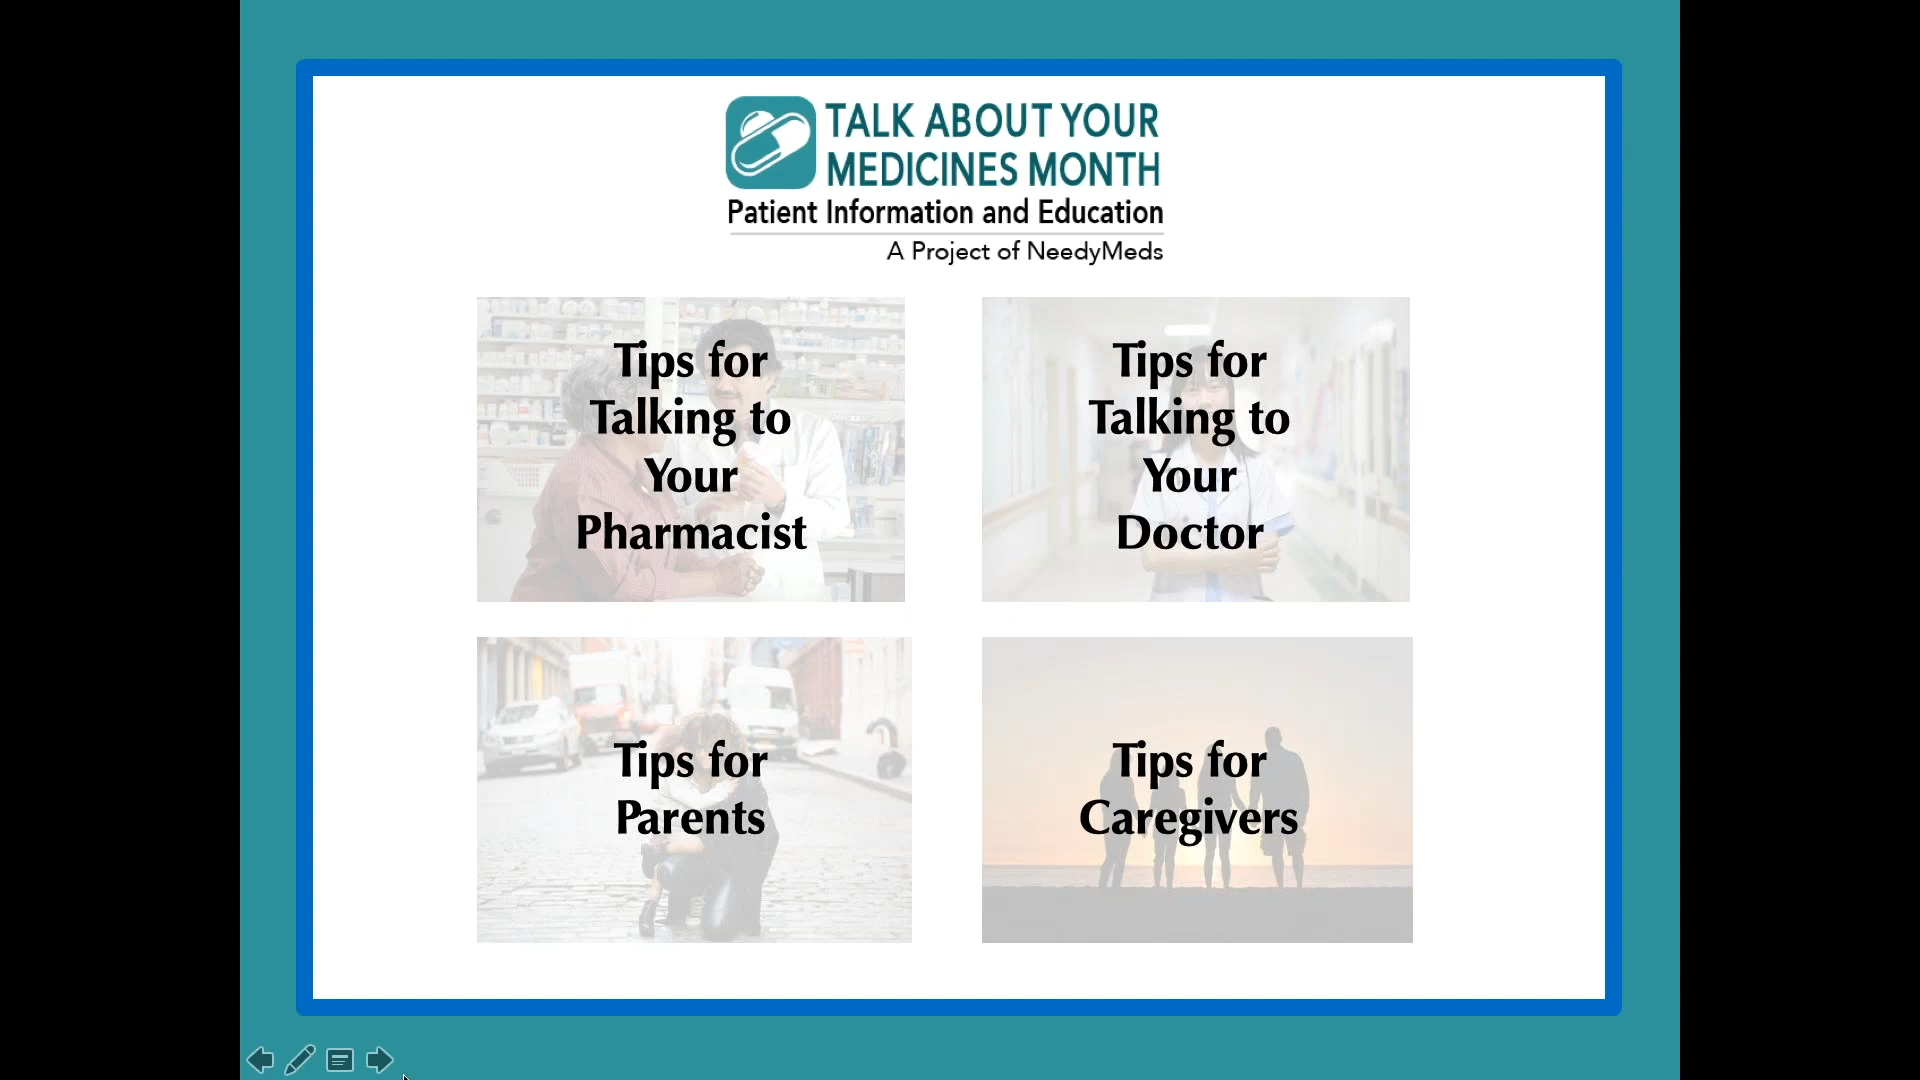 TALK ABOUT YOUR
MEDICINES MONTH
Patient Information and Education
A Project of NeedyMeds
Tips for
Talking to
Your
Pharmacist
Tips for
Talking to
Your
Doctor
Tips for
Parents
Tips for
Caregivers